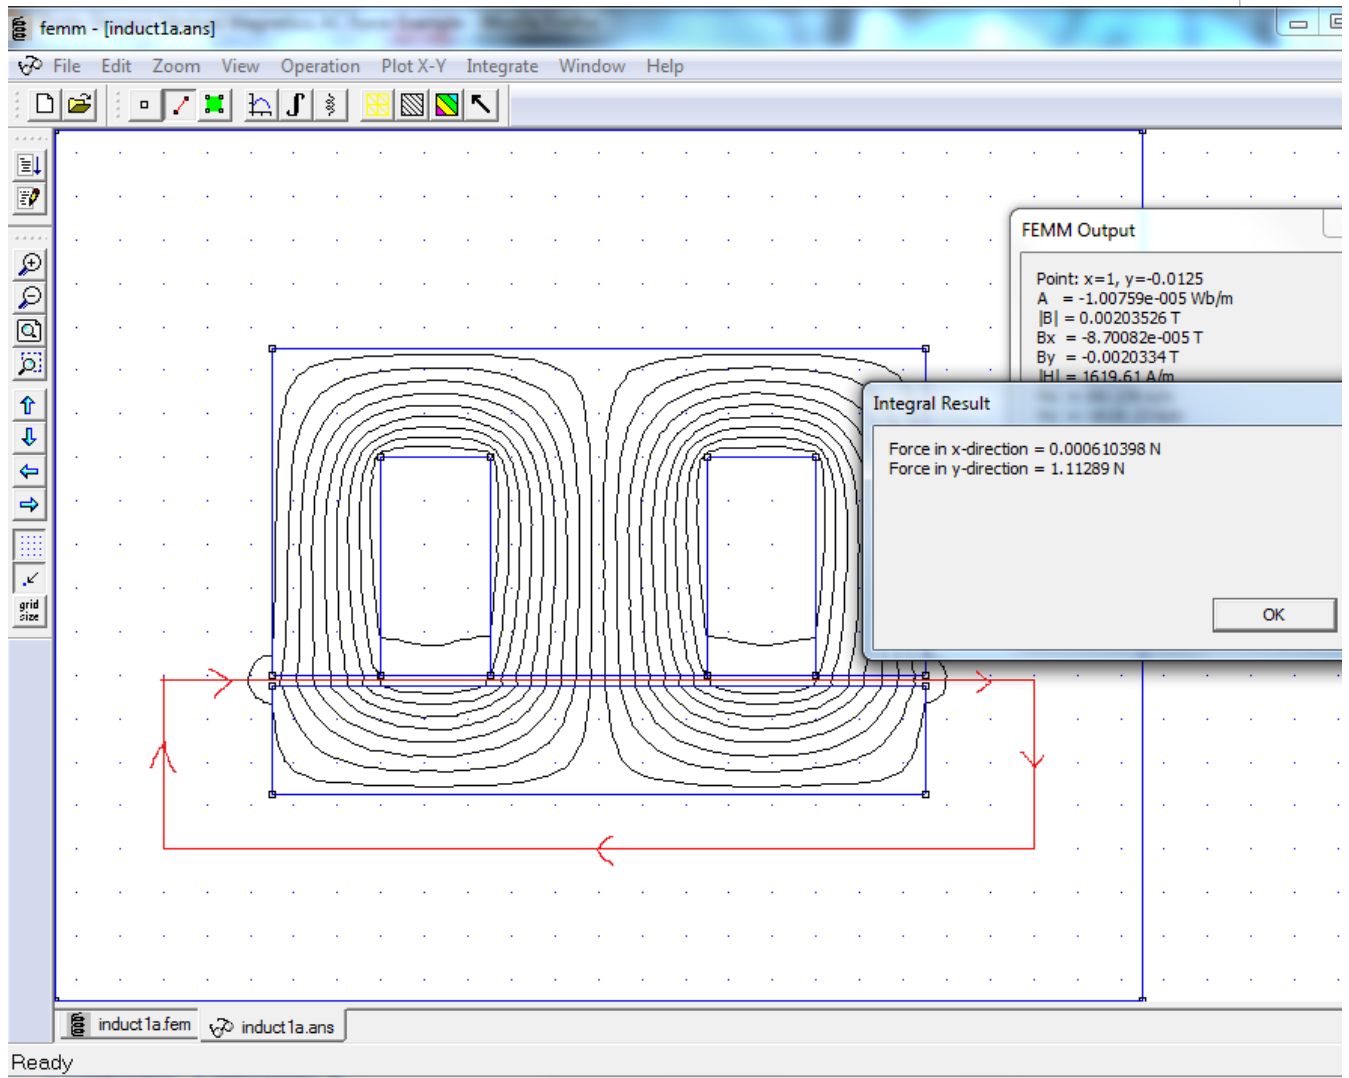 femm - [induct1a.ans]
File Edit Zoom View Operation Plot X-Y Integrate Window Help
grid
size
FEMM Output
Point: x=1, y=-0.0125
A = -1.00759e-005 Wb/m
|B| = 0.00203526 T
Bx = -8.70082e-005 T
By = -0.0020334 T
|H| = 1619.61 A/m
Integral Result
Force in x-direction = 0.000610398 N
Force in y-direction = 1.11289 N
OK
induct1a.fem induct1a.ans
Ready